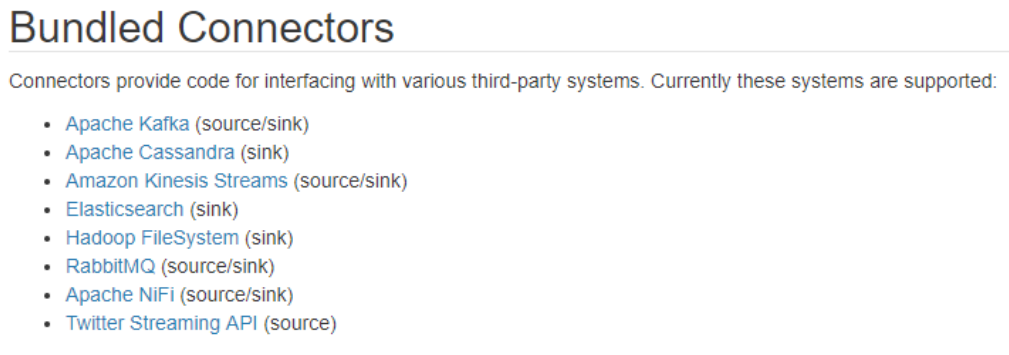 Bundled Connectors
Connectors provide code for interfacing with various third-party systems. Currently these systems are supported:
• Apache Kafka (source/sink)
• Apache Cassandra (sink)
• Amazon Kinesis Streams (source/sink)
• Elasticsearch (sink)
• Hadoop FileSystem (sink)
• RabbitMQ (source/sink)
• Apache NiFi (source/sink)
• Twitter Streaming API (source)